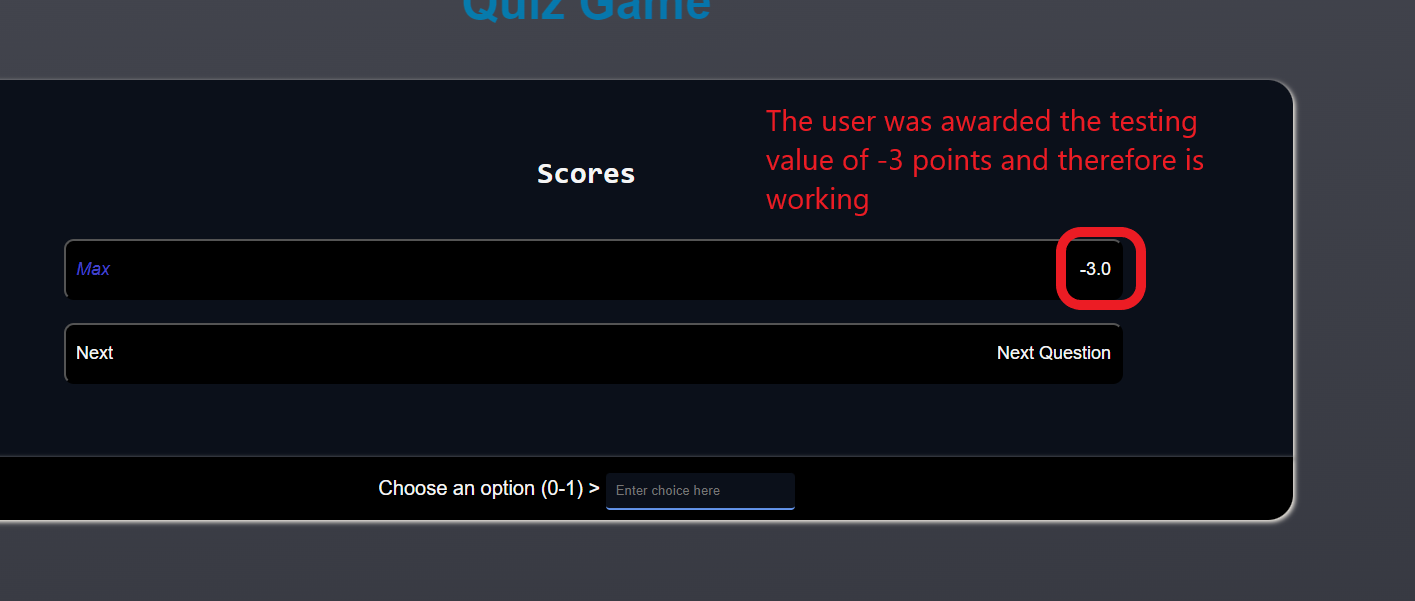 Quiz Game
The user was awarded the testing
value of -3 points and therefore is
working
Scores
Max -3.0
Next Next Question
Choose an option (0-1) > Enter choice here